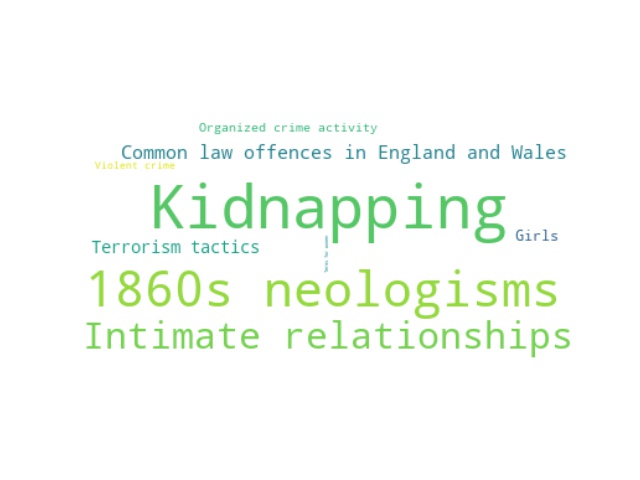 Organized crime activity
Common law offences in England and Wales
Violent crime
Kidnapping
Girls
Terrorism tactics
1860s neologisms
Intimate relationships